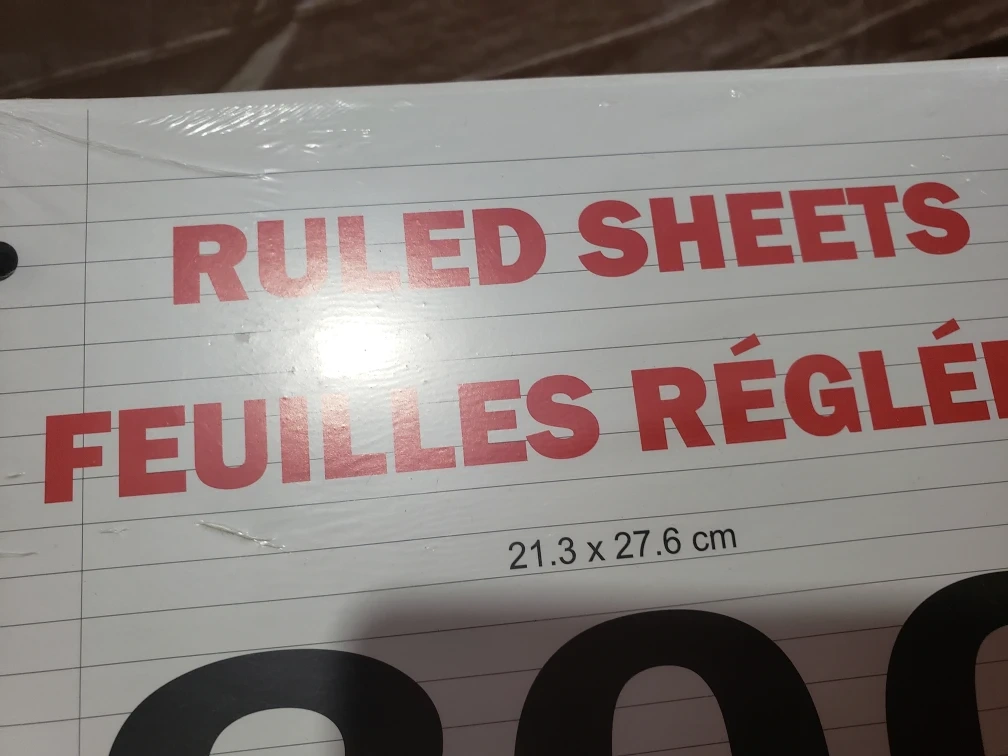 RULED SHEETS
FEUILLES RÉGLÉ
21.3 x 27.6 cm